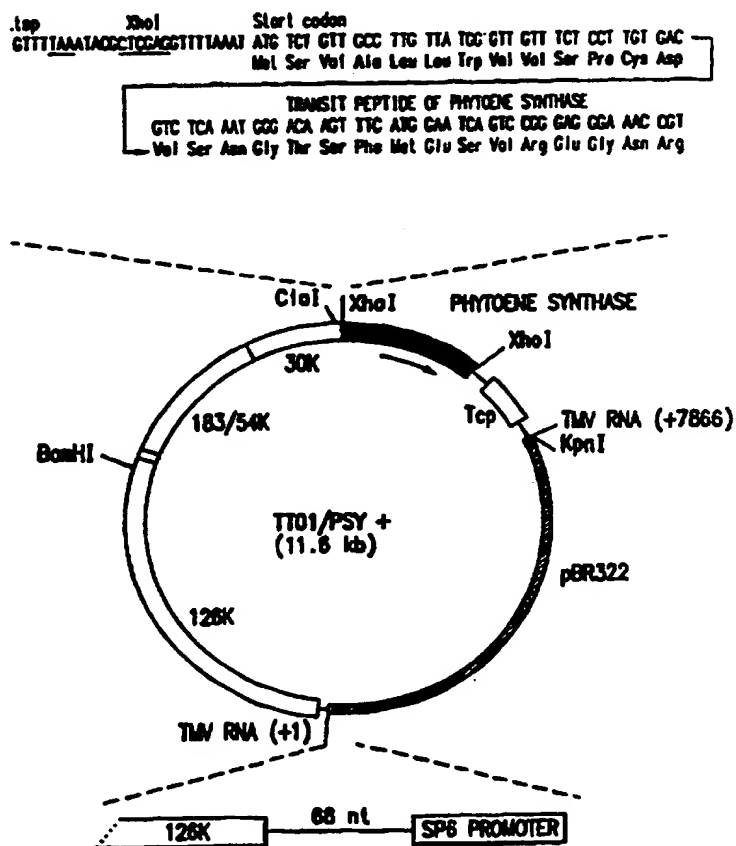 .tsp XhoI Start codon
GTTTTTAAATACGCTCGAGGTTTTAAAT ATG TCT GTT GCC TTG TTA TGG GTT GTT TCT CCT TGT GAC
Met Ser Val Ala Leu Leu Trp Val Val Ser Pro Cys Asp
TRANSIT PEPTIDE OF PHYTOENE SYNTHASE
GTC TCA AAT GGG ACA AGT TTC ATG GAA TCA GTC CGG GAG GGA AAC CGT
Val Ser Asn Gly Thr Ser Phe Met Glu Ser Val Arg Glu Gly Asn Arg
ClaI XhoI PHYTOENE SYNTHASE
XhoI
30K
Tcp
TMV RNA (+7866)
KpnI
183/54K
BamHI
TTO1/PSY +
(11.6 kb)
pBR322
126K
TMV RNA (+1)
68 nt
126K SP6 PROMOTER